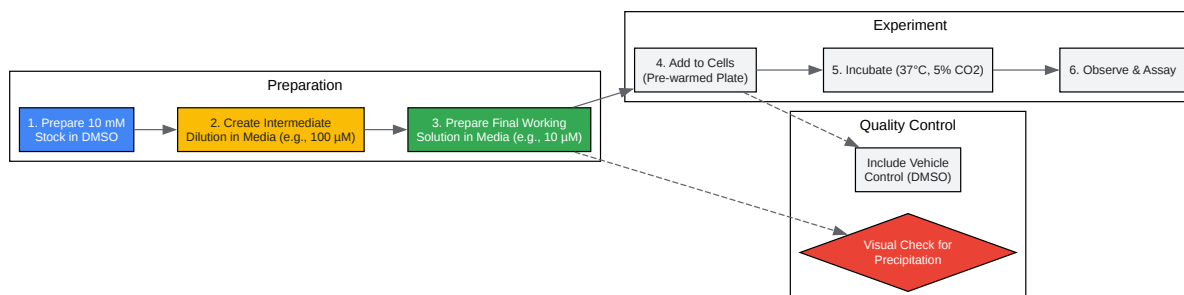 Preparation
1. Prepare 10 mM
Stock in DMSO
2. Create Intermediate
Dilution in Media (e.g., 100 µM)
3. Prepare Final Working
Solution in Media (e.g., 10 µM)
Experiment
4. Add to Cells
(Pre-warmed Plate)
5. Incubate (37°C, 5% CO2)
6. Observe & Assay
Quality Control
Include Vehicle
Control (DMSO)
Visual Check for
Precipitation